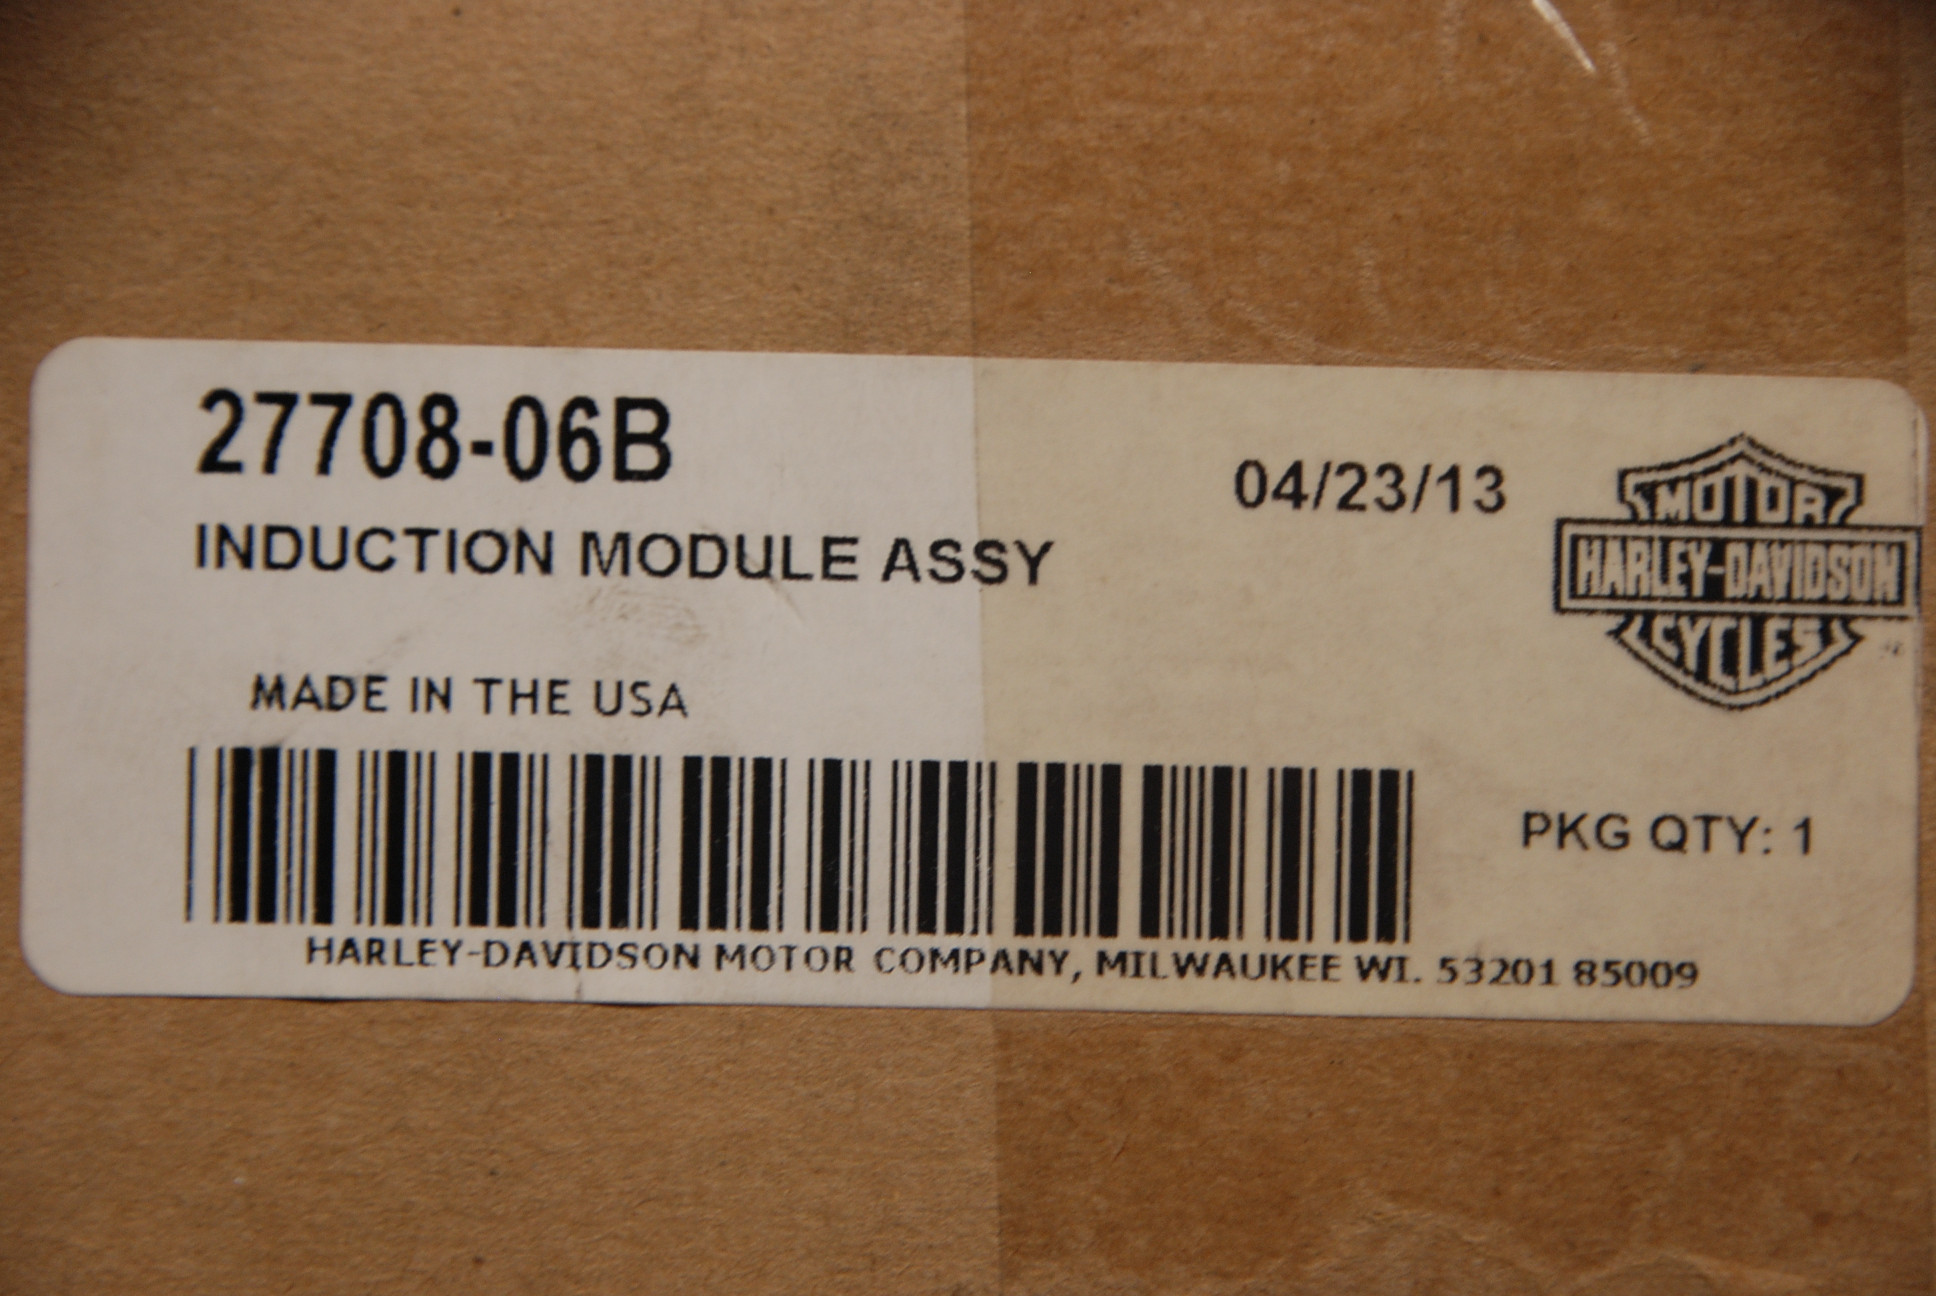 27708-06B
04/23/13
INDUCTION MODULE ASSY
MOTOR
HARLEY-DAVIDSON
CYCLES
MADE IN THE USA
PKG QTY: 1
HARLEY-DAVIDSON MOTOR COMPANY, MILWAUKEE WI. 53201 85009